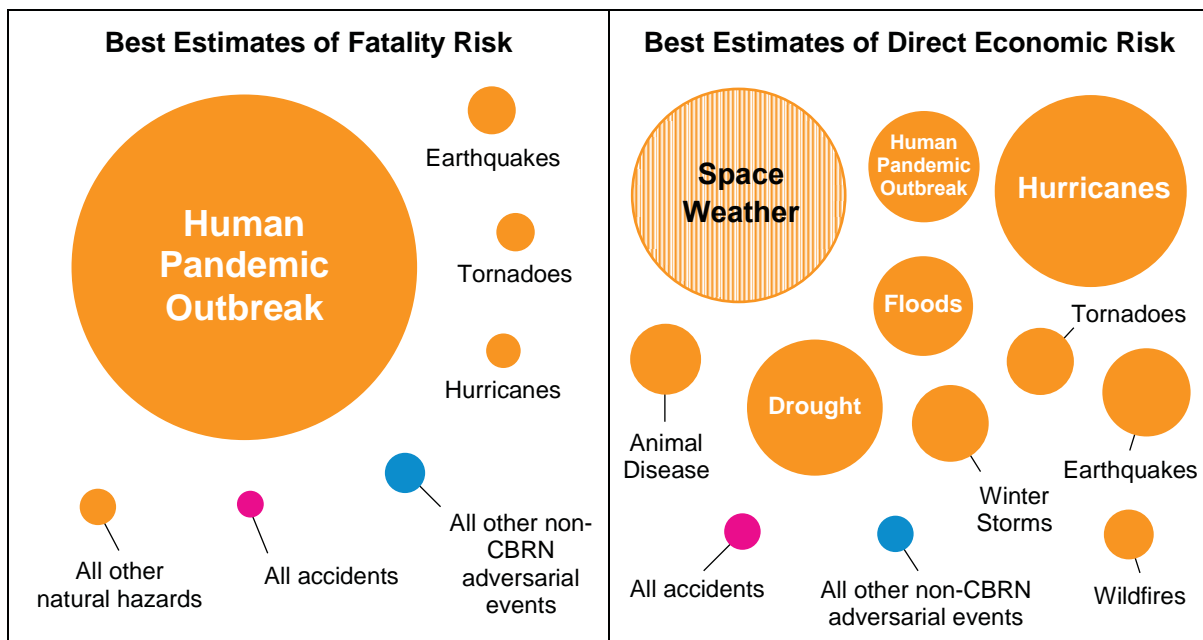 Best Estimates of Fatality Risk
Human
Pandemic
Outbreak
Earthquakes
Tornadoes
Hurricanes
All other
natural hazards
All accidents
All other non-
CBRN
adversarial
events
Best Estimates of Direct Economic Risk
Space
Weather
Human
Pandemic
Outbreak
Hurricanes
Floods
Tornadoes
Animal
Disease
Drought
Winter
Storms
Earthquakes
All accidents
All other non-CBRN
adversarial events
Wildfires